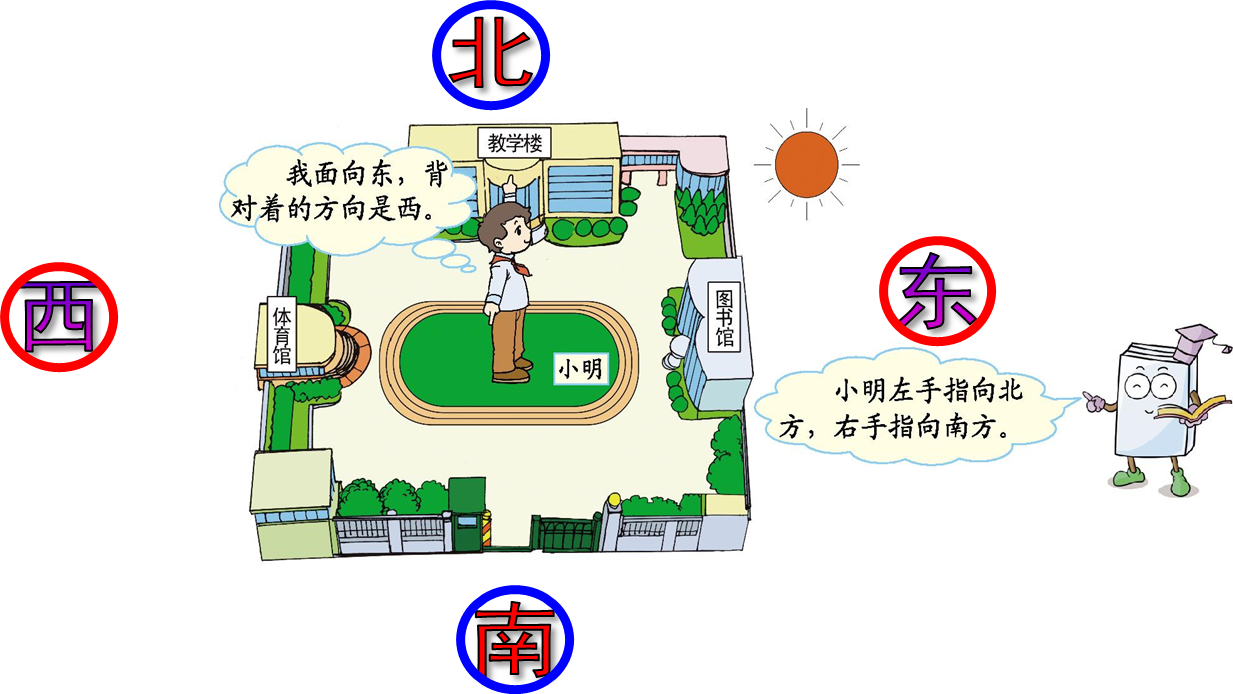 北
教学楼
我面向东，背
对着的方向是西。
西
东
体育馆
图书馆
小明
小明左手指向北
方，右手指向南方。
南